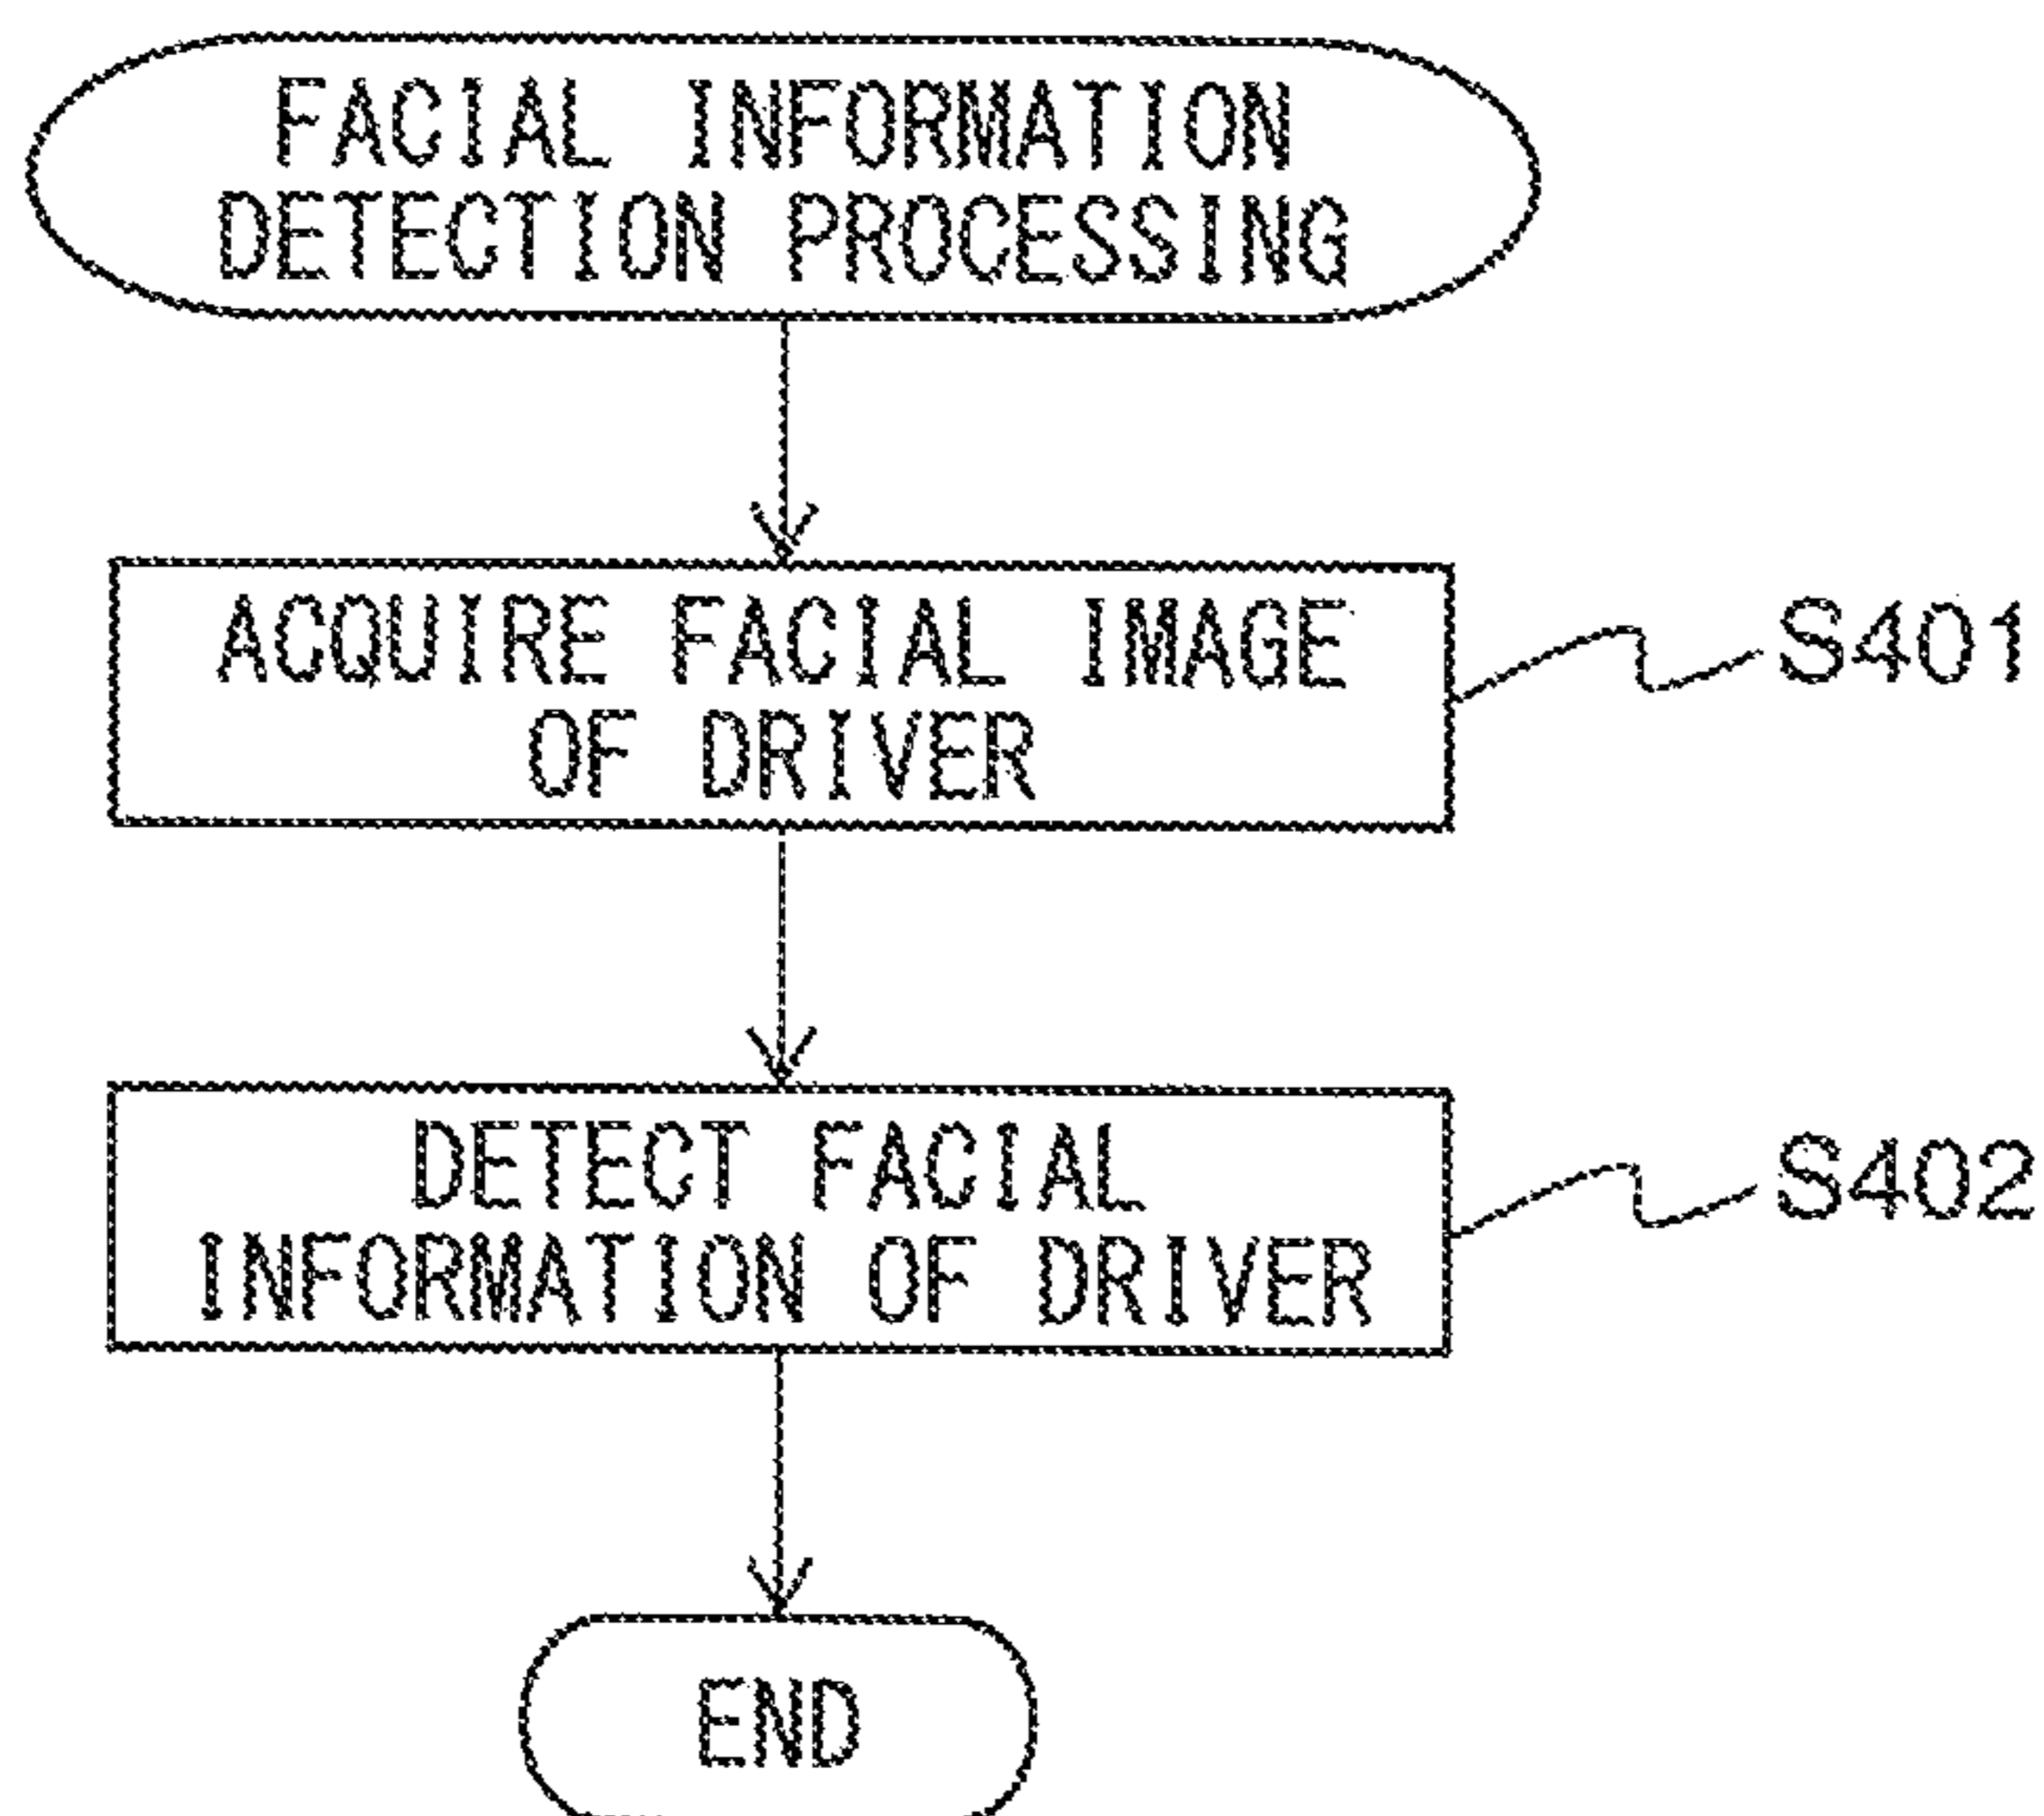 FACIAL INFORMATION
DETECTION PROCESSING
ACQUIRE FACIAL IMAGE
OF DRIVER
S401
DETECT FACIAL
INFORMATION OF DRIVER
S402
END